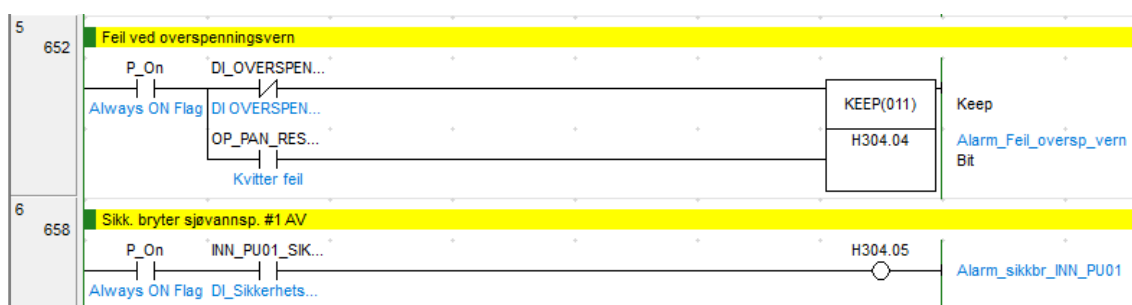 5
652
Feil ved overspenningsvern
P_On DI_OVERSPEN...
Always ON Flag DI OVERSPEN...
KEEP(011) Keep
OP_PAN_RES...
H304.04 Alarm_Feil_oversp_vern
Bit
Kvitter feil
6
658
Sikk. bryter sjøvannsp. #1 AV
P_On INN_PU01_SIK... H304.05
Alarm_sikkbr_INN_PU01
Always ON Flag DI_Sikkerhets...